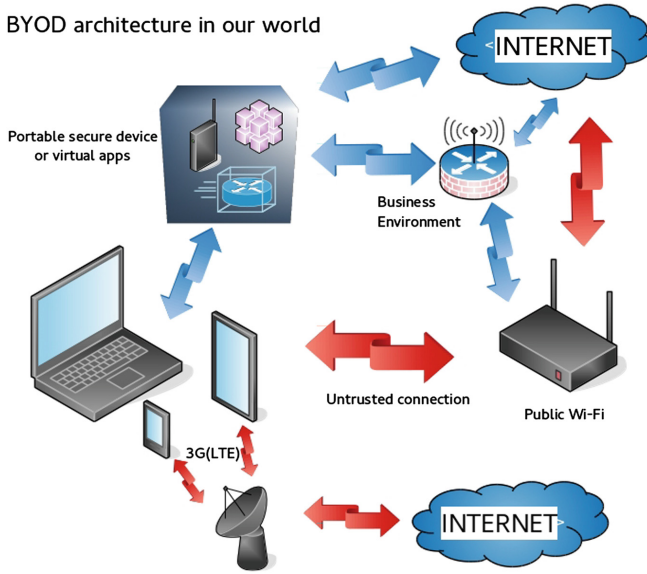 BYOD architecture in our world
< INTERNET
Portable secure device
or virtual apps
Business
Environment
Untrusted connection
Public Wi-Fi
3G(LTE)
INTERNET>